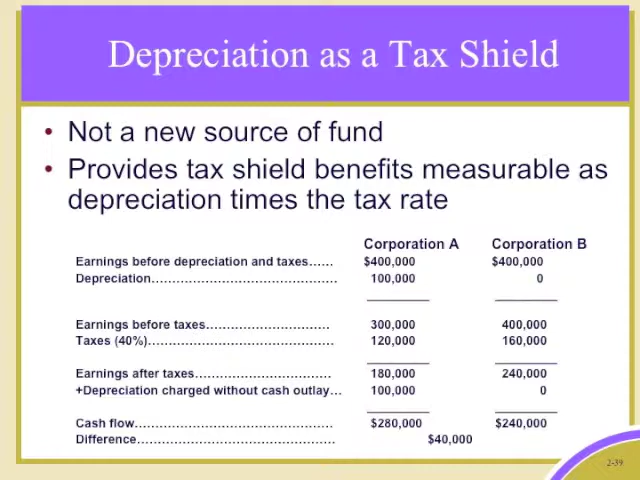 Depreciation as a Tax Shield
• Not a new source of fund
• Provides tax shield benefits measurable as
depreciation times the tax rate
Corporation A Corporation B
Earnings before depreciation and taxes…… $400,000 $400,000
Depreciation……………………………………… 100,000 0
Earnings before taxes………………………… 300,000 400,000
Taxes (40%)……………………………………… 120,000 160,000
Earnings after taxes…………………………… 180,000 240,000
+Depreciation charged without cash outlay… 100,000 0
Cash flow………………………………………… $280,000 $240,000
Difference………………………………………… $40,000
2-39